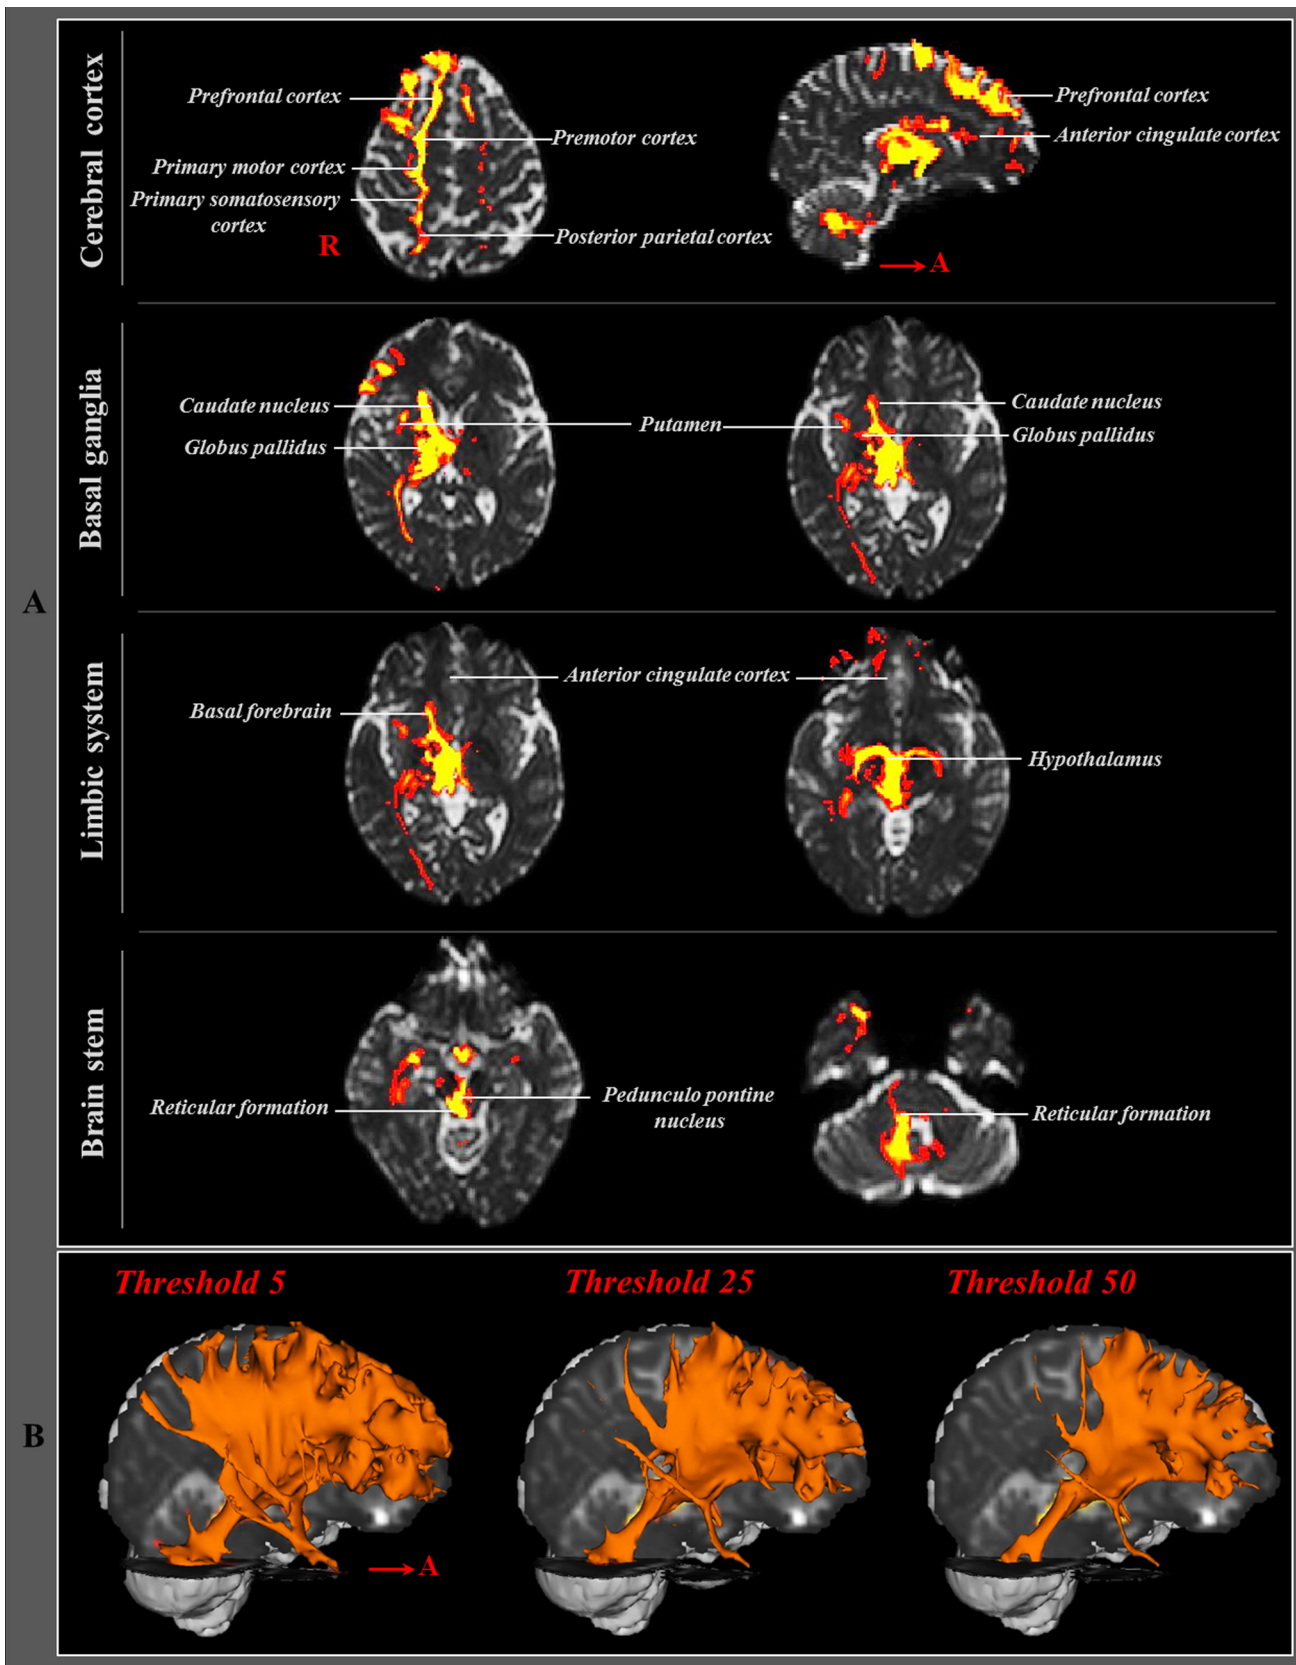 A
Cerebral cortex
Prefrontal cortex
Premotor cortex
Primary motor cortex
Primary somatosensory
cortex
R
Posterior parietal cortex
Prefrontal cortex
Anterior cingulate cortex
A
Basal ganglia
Caudate nucleus
Globus pallidus
Putamen
Caudate nucleus
Globus pallidus
Limbic system
Anterior cingulate cortex
Basal forebrain
Hypothalamus
Brain stem
Reticular formation
Pedunculo pontine
nucleus
Reticular formation
B
Threshold 5
Threshold 25
Threshold 50
A